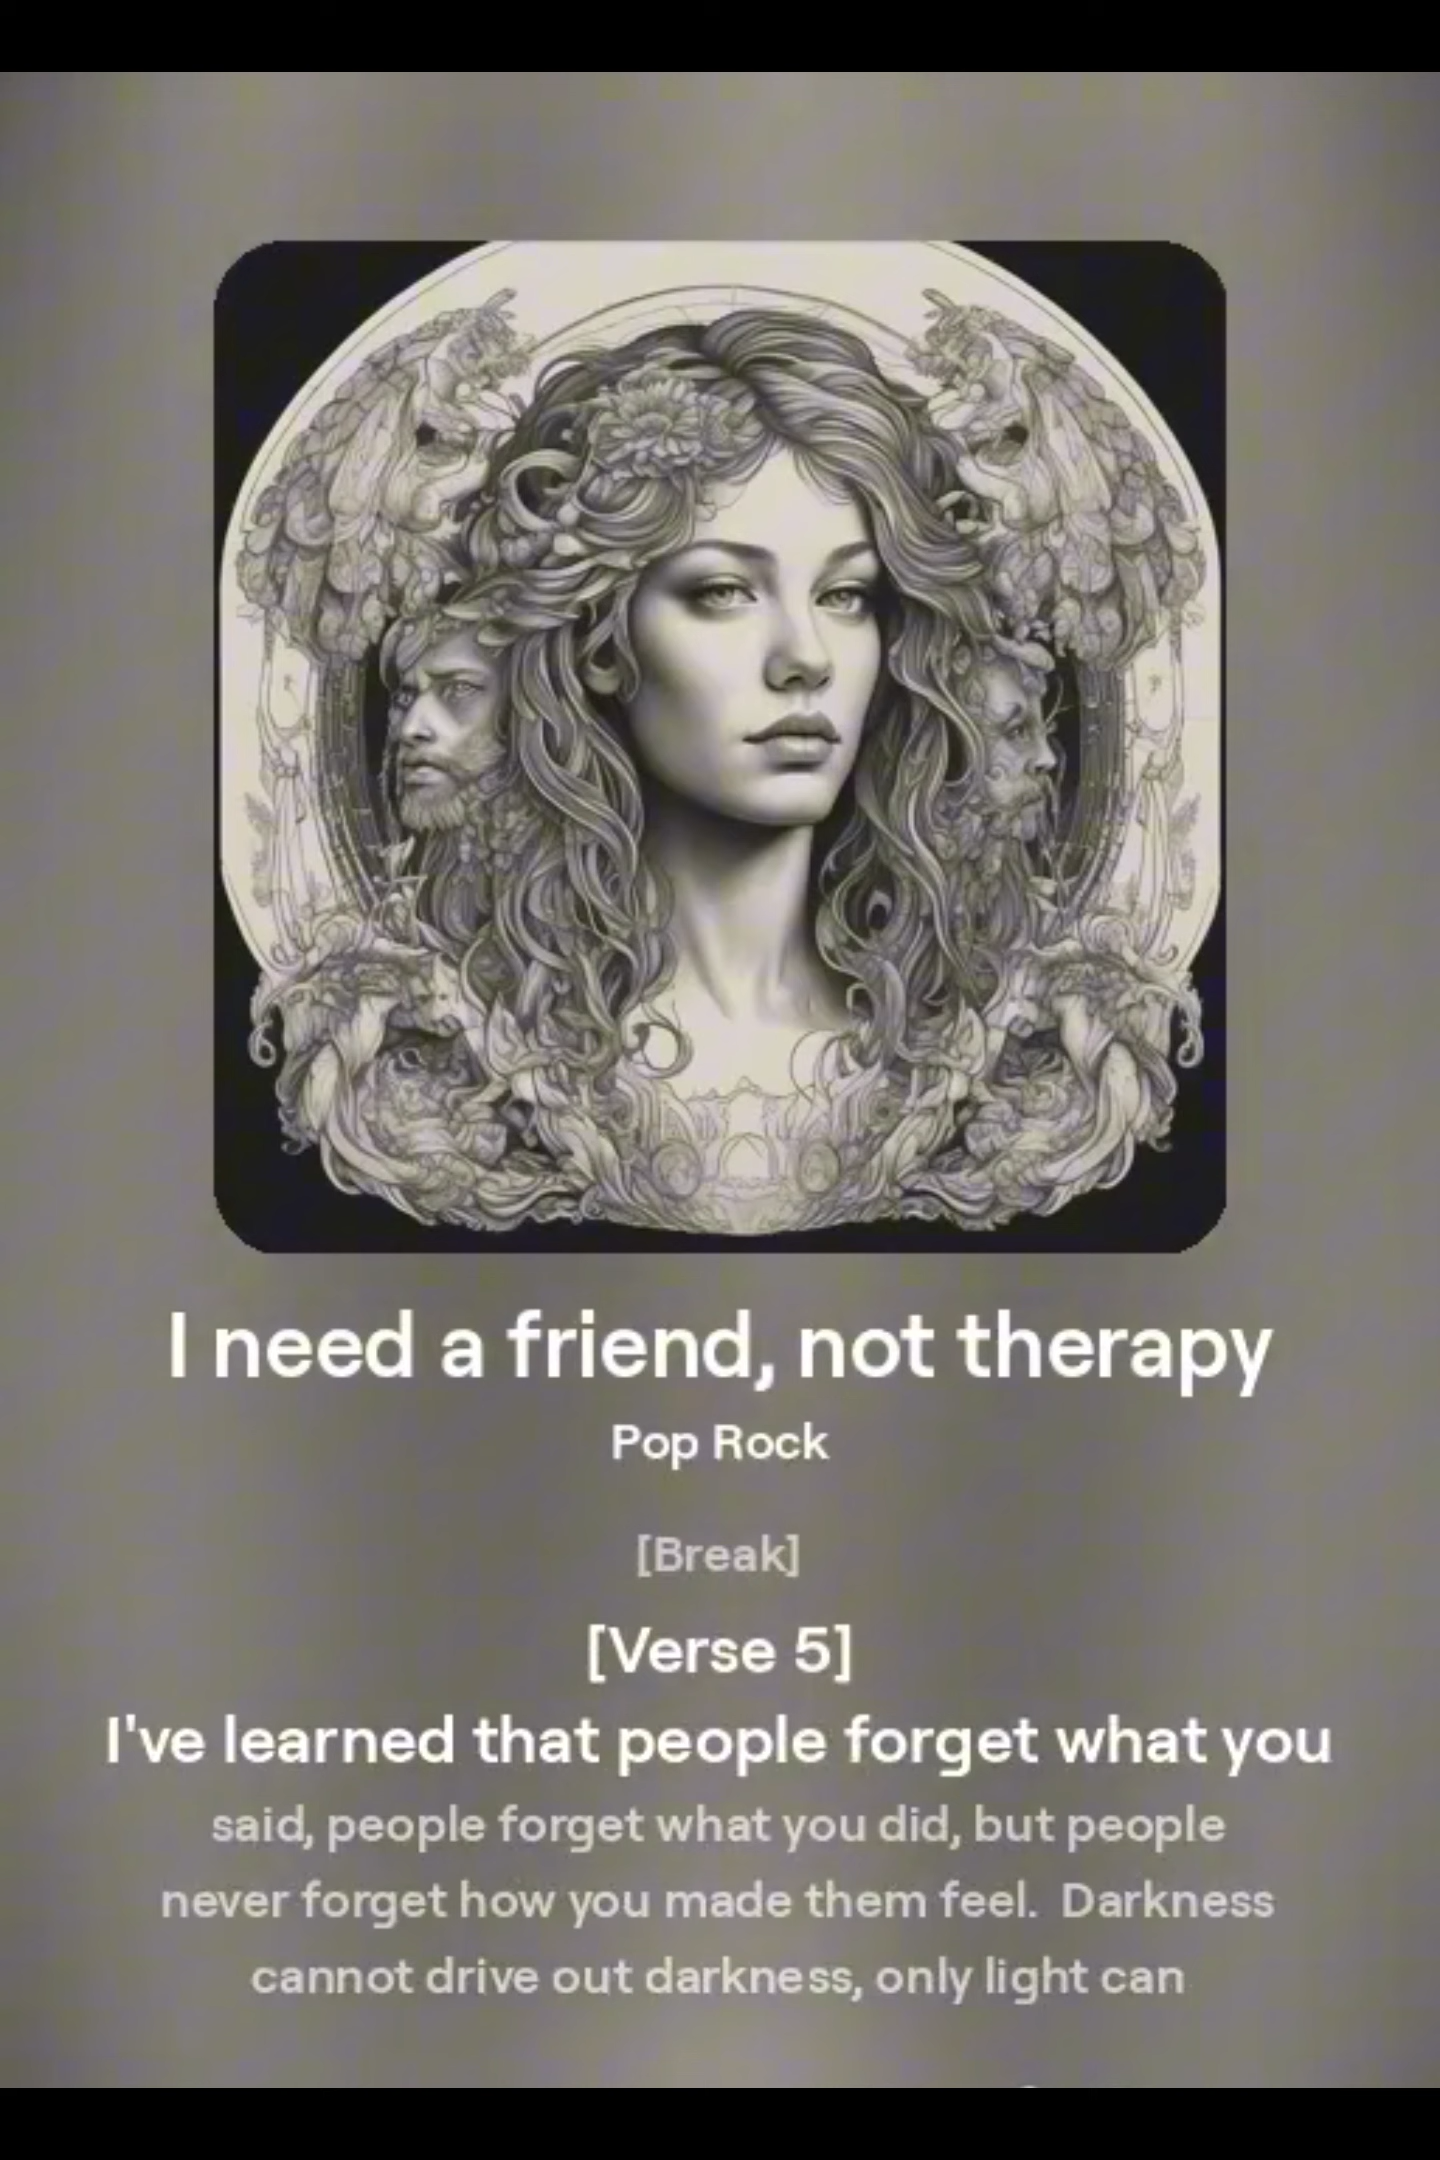 I need a friend, not therapy
Pop Rock
[Break]
[Verse 5]
I've learned that people forget what you
said, people forget what you did, but people
never forget how you made them feel.  Darkness
cannot drive out darkness, only light can